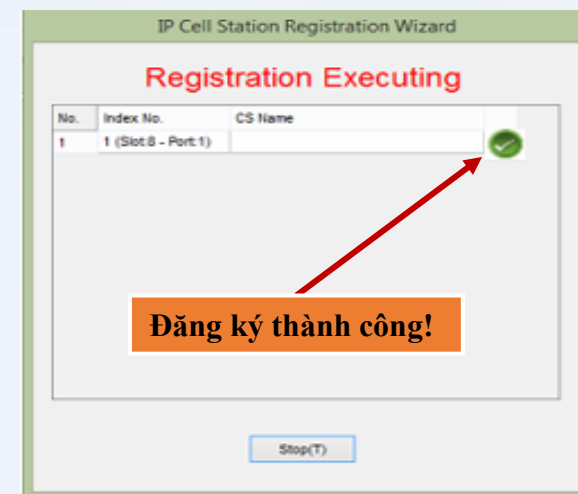 IP Cell Station Registration Wizard
Registration Executing
No. Index No. CS Name
1 1 (Slot:8 - Port:1)
Đăng ký thành công!
Stop(T)